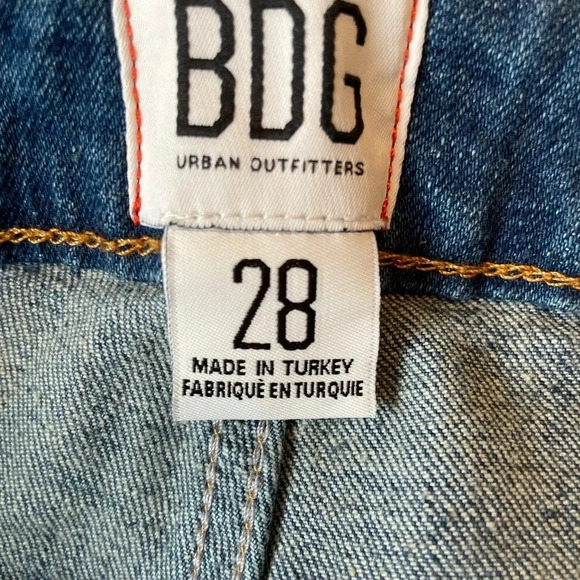 BDG
URBAN OUTFITTERS
28
MADE IN TURKEY
FABRIQUÈ EN TURQUIE